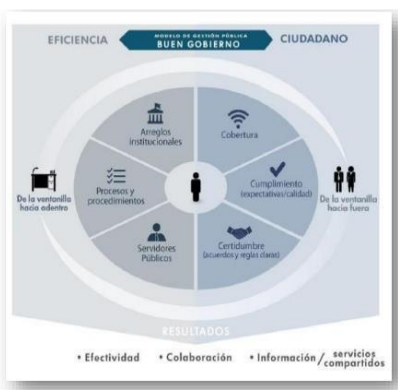 EFICIENCIA
MODELO DE GESTIÓN PÚBLICA
BUEN GOBIERNO
CIUDADANO
Arreglos
institucionales
Cobertura
De la ventanilla
hacia adentro
Procesos y
procedimientos
Cumplimiento
(expectativas/calidad)
De la ventanilla
hacia fuera
Servidores
Públicos
Certidumbre
(acuerdos y reglas claras)
RESULTADOS
• Efectividad • Colaboración • Información / servicios
compartidos